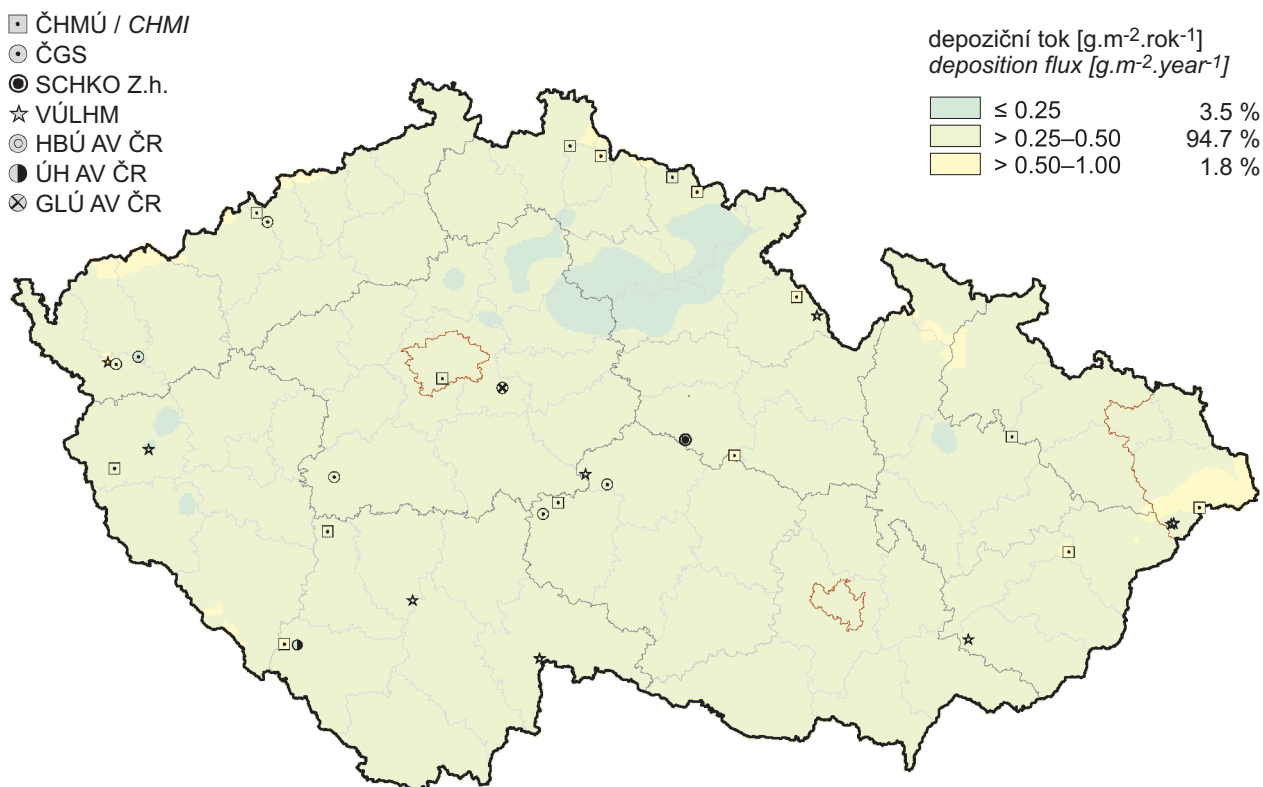 ČHMÚ / CHMI
ČGS
SCHKO Z.h.
VÚLHM
HBÚ AV ČR
ÚH AV ČR
GLÚ AV ČR
depoziční tok [g.m-2.rok-1]
deposition flux [g.m-2.year-1]
≤ 0.25 3.5 %
> 0.25–0.50 94.7 %
> 0.50–1.00 1.8 %